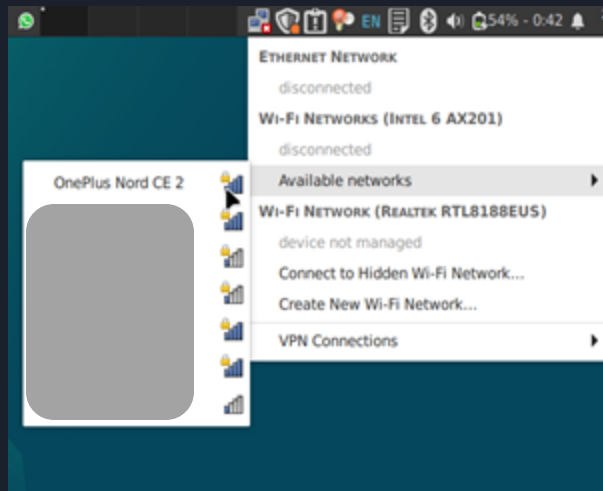 EN
54% - 0:42
ETHERNET NETWORK
disconnected
WI-FI NETWORKS (INTEL 6 AX201)
disconnected
OnePlus Nord CE 2
Available networks
WI-FI NETWORK (REALTEK RTL8188EUS)
device not managed
Connect to Hidden Wi-Fi Network...
Create New Wi-Fi Network...
VPN Connections